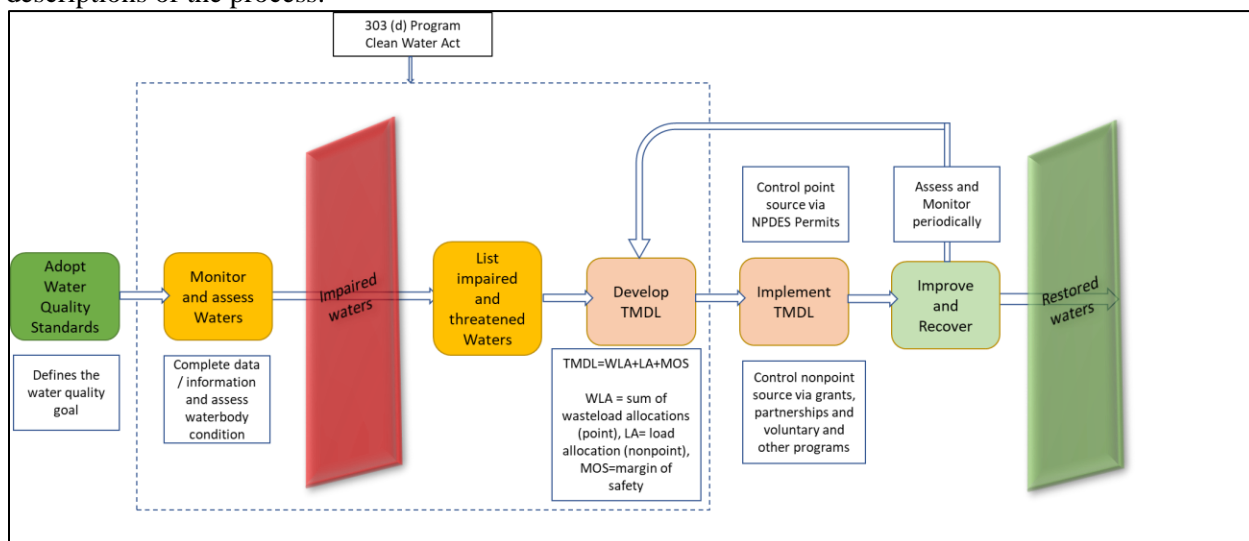 descriptions of the process.
303 (d) Program
Clean Water Act
Control point
source via
NPDES Permits
Assess and
Monitor
periodically
Adopt
Water
Quality
Standards
Monitor
and assess
Waters
Impaired
waters
List
impaired
and
threatened
Waters
Develop
TMDL
Implement
TMDL
Improve
and
Recover
Restored
waters
Defines the
water quality
goal
Complete data
/ information
and assess
waterbody
condition
TMDL=WLA+LA+MOS
WLA = sum of
wasteload allocations
(point), LA= load
allocation (nonpoint),
MOS=margin of
safety
Control nonpoint
source via grants,
partnerships and
voluntary and
other programs